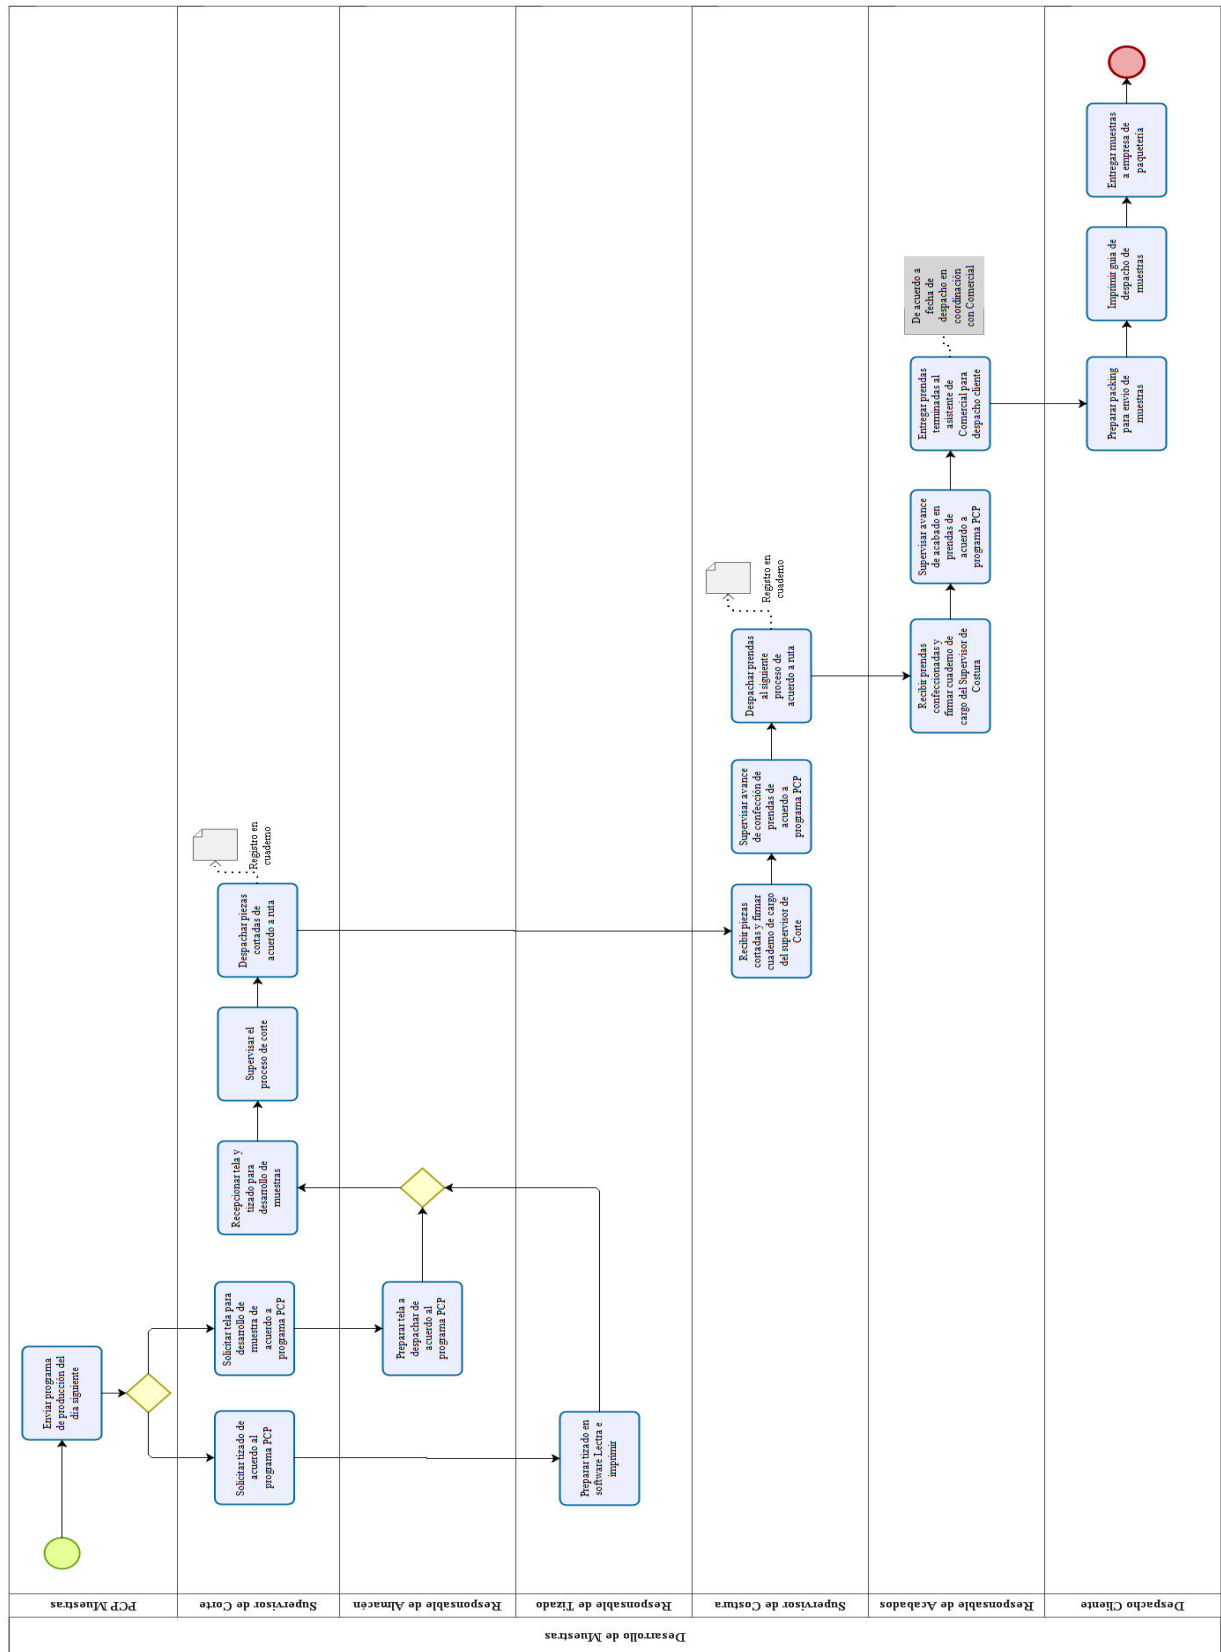 Desarrollo de Muestras
PCP Muestras
Enviar programa
de producción del
día siguiente
Supervisor de Corte
Solicitar tizado de
acuerdo al
programa PCP
Solicitar tela para
desarrollo de
muestra de
acuerdo a
programa PCP
Recepcionar tela y
tizado para
desarrollo de
muestras
Supervisar el
proceso de corte
Despachar piezas
cortadas de
acuerdo a ruta
Registro en
cuaderno
Responsable de Almacén
Preparar tela a
despachar de
acuerdo al
programa PCP
Responsable de Tizado
Preparar tizado en
software Lectra e
imprimir
Supervisor de Costura
Recibir piezas
cortadas y firmar
cuaderno de cargo
del supervisor de
Corte
Supervisar avance
de confección de
prendas de
acuerdo a
programa PCP
Despachar prendas
al siguiente
proceso de
acuerdo a ruta
Registro en
cuaderno
Responsable de Acabados
Recibir prendas
confeccionadas y
firmar cuaderno de
cargo del Supervisor de
Costura
Supervisar avance
de acabado en
prendas de
acuerdo a
programa PCP
Entregar prendas
terminadas al
asistente de
Comercial para
despacho cliente
De acuerdo a
fecha de
despacho en
coordinación
con Comercial
Despacho Cliente
Preparar packing
para envio de
muestras
Imprimir guia de
despacho de
muestras
Entregar muestras
a empresa de
paquetería